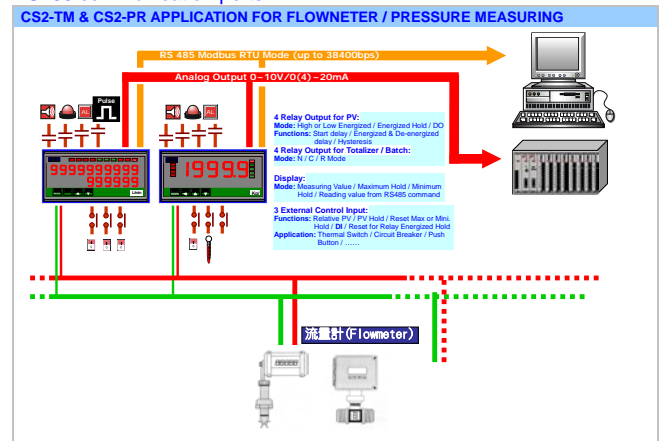 CS2-TM & CS2-PR APPLICATION FOR FLOWNETER / PRESSURE MEASURING
RS 485 Modbus RTU Mode (up to 38400bps)
Analog Output 0~10V/0(4)~20mA
Pulse
AL
AL
4 Relay Output for PV:
Mode: High or Low Energized / Energized Hold / DO
Functions: Start delay / Energized & De-energized
delay / Hysteresis
4 Relay Output for Totalizer / Batch:
Mode: N / C / R Mode
Display:
Mode: Measuring Value / Maximum Hold / Minimum
Hold / Reading value from RS485 command
3 External Control Input:
Functions: Relative PV / PV Hold / Reset Max or Mini.
Hold / DI / Reset for Relay Energized Hold
Application: Thermal Switch / Circuit Breaker / Push
Button / ......
9999999999
999999
1999.9
流量計(Flowmeter)